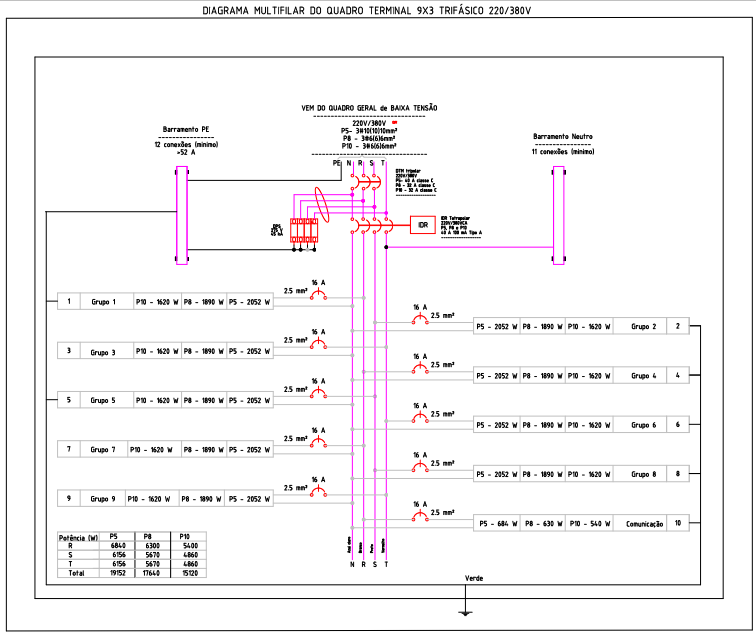 DIAGRAMA MULTIFILAR DO QUADRO TERMINAL 9X3 TRIFÁSICO 220/380V
VEM DO QUADRO GERAL de BAIXA TENSÃO
220V/380V
P5- 3#10(10)10mm²
P8 - 3#6(6)6mm²
P10 - 3#6(6)6mm²
Barramento PE
12 conexões (mínimo)
>52 A
Barramento Neutro
11 conexões (mínimo)
PE N R S T
DTM tripolar
220V/380V
P5- 40 A classe C
P8 - 32 A classe C
P10 - 32 A classe C
IDR
IDR Tetrapolar
220V/380VCA
P5, P8 e P10
40 A 100 mA Tipo A
DPS
275 V
45 kA
1 Grupo 1 P10 - 1620 W P8 - 1890 W P5 - 2052 W 2.5 mm² 16 A
16 A 2.5 mm² P5 - 2052 W P8 - 1890 W P10 - 1620 W Grupo 2 2
3 Grupo 3 P10 - 1620 W P8 - 1890 W P5 - 2052 W 2.5 mm² 16 A
16 A 2.5 mm² P5 - 2052 W P8 - 1890 W P10 - 1620 W Grupo 4 4
5 Grupo 5 P10 - 1620 W P8 - 1890 W P5 - 2052 W 2.5 mm² 16 A
16 A 2.5 mm² P5 - 2052 W P8 - 1890 W P10 - 1620 W Grupo 6 6
7 Grupo 7 P10 - 1620 W P8 - 1890 W P5 - 2052 W 2.5 mm² 16 A
16 A 2.5 mm² P5 - 2052 W P8 - 1890 W P10 - 1620 W Grupo 8 8
9 Grupo 9 P10 - 1620 W P8 - 1890 W P5 - 2052 W 2.5 mm² 16 A
16 A 2.5 mm² P5 - 684 W P8 - 630 W P10 - 540 W Comunicação 10
Potência (W) P5 P8 P10
R 6840 6300 5400
S 6156 5670 4860
T 6156 5670 4860
Total 19152 17640 15120
Azul claro
Branco
Preto
Vermelho
N R S T
Verde